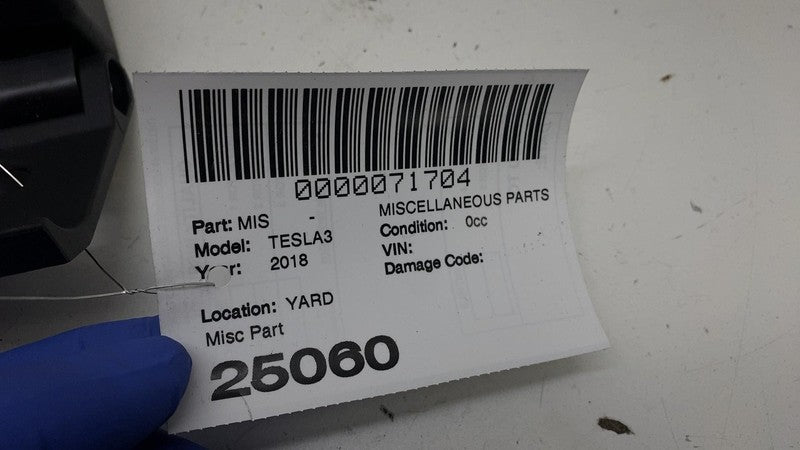 0000071704
Part: MIS - MISCELLANEOUS PARTS
Model: TESLA3 Condition: 0cc
Year: 2018 VIN:
Damage Code:
Location: YARD
Misc Part
25060